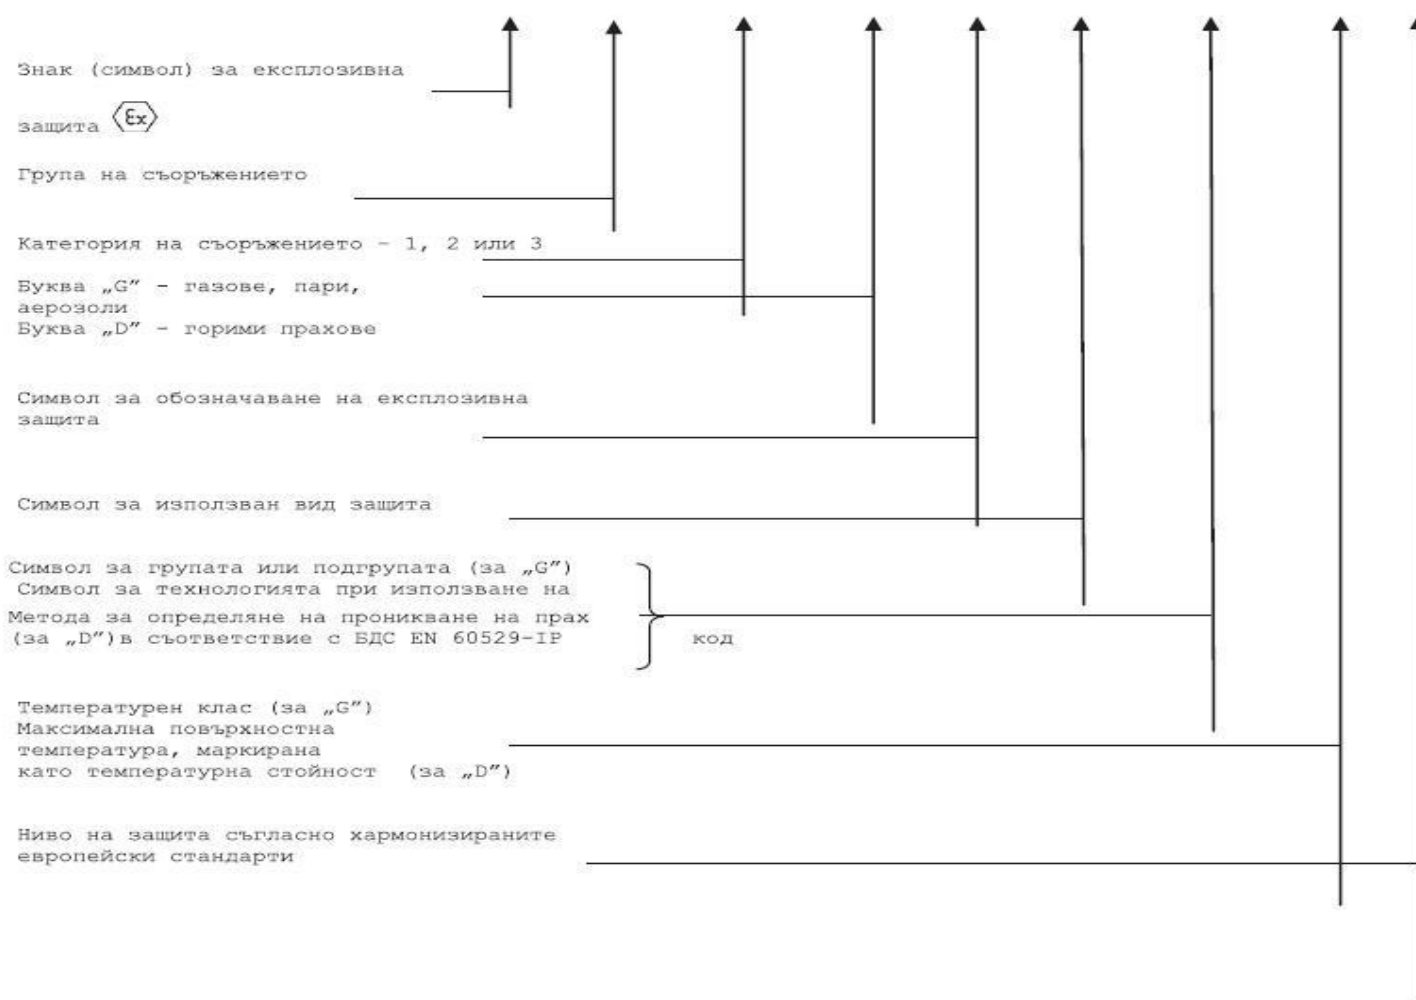 Знак (символ) за експлозивна
защита Ex
Група на съоръжението
Категория на съоръжението - 1, 2 или 3
Буква „G” - газове, пари,
аерозоли
Буква „D” - горими прахове
Символ за обозначаване на експлозивна
защита
Символ за използван вид защита
Символ за групата или подгрупата (за „G”)
Символ за технологията при използване на
Метода за определяне на проникване на прах
(за „D”)в съответствие с БДС EN 60529-IP код
Температурен клас (за „G”)
Максимална повърхностна
температура, маркирана
като температурна стойност (за „D”)
Ниво на защита съгласно хармонизираните
европейски стандарти